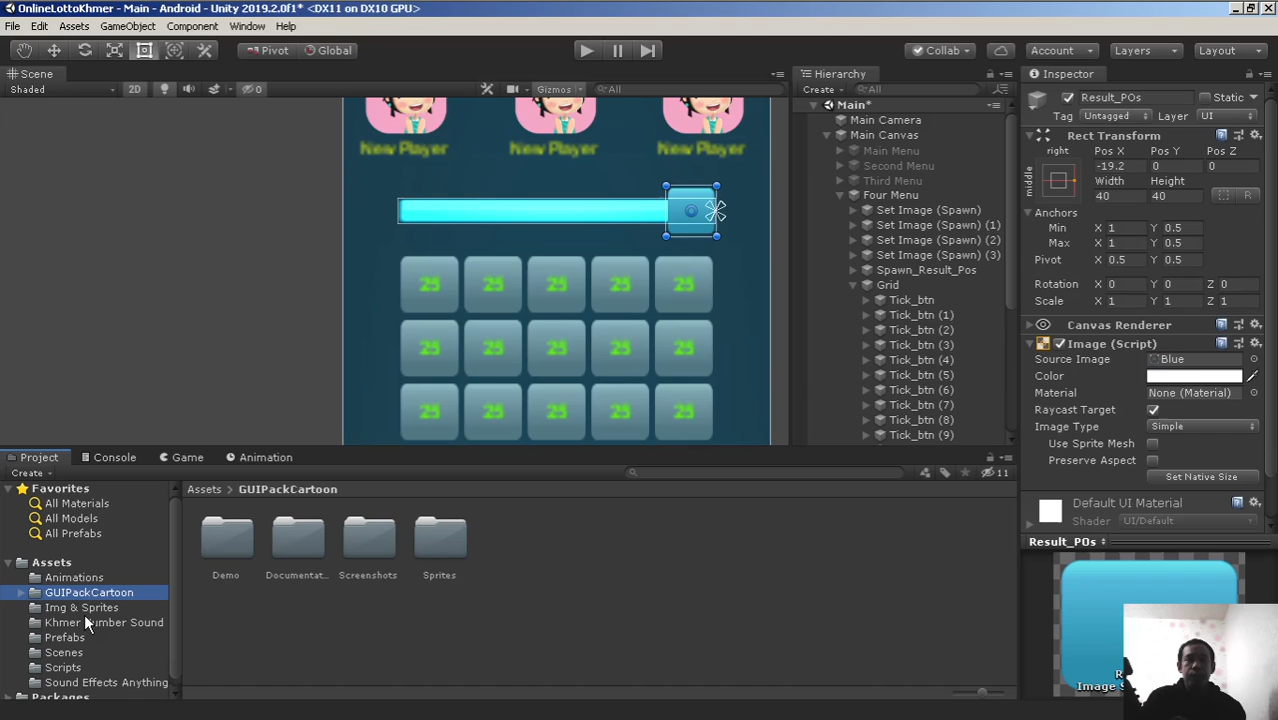 OnlineLottoKhmer - Main - Android - Unity 2019.2.0f1* <DX11 on DX10 GPU>
File Edit Assets GameObject Component Window Help
Pivot Global Collab Account Layers Layout
Scene
Shaded 2D 0 Gizmos All
New Player New Player New Player
25 25 25 25 25
25 25 25 25 25
25 25 25 25 25
Hierarchy
Create All
Main*
Main Camera
Main Canvas
Main Menu
Second Menu
Third Menu
Four Menu
Set Image (Spawn)
Set Image (Spawn) (1)
Set Image (Spawn) (2)
Set Image (Spawn) (3)
Spawn_Result_Pos
Grid
Tick_btn
Tick_btn (1)
Tick_btn (2)
Tick_btn (3)
Tick_btn (4)
Tick_btn (5)
Tick_btn (6)
Tick_btn (7)
Tick_btn (8)
Tick_btn (9)
Inspector
Result_POs Static
Tag Untagged Layer UI
Rect Transform
right Pos X Pos Y Pos Z
middle -19.2 0 0
Width Height
40 40 R
Anchors
Min X 1 Y 0.5
Max X 1 Y 0.5
Pivot X 0.5 Y 0.5
Rotation X 0 Y 0 Z 0
Scale X 1 Y 1 Z 1
Canvas Renderer
Image (Script)
Source Image Blue
Color
Material None (Material)
Raycast Target
Image Type Simple
Use Sprite Mesh
Preserve Aspect
Set Native Size
Default UI Material
Shader UI/Default
Result_POs
Project Console Game Animation
Create 11
Favorites
All Materials
All Models
All Prefabs
Assets
Animations
GUIPackCartoon
Img & Sprites
Khmer Number Sound
Prefabs
Scenes
Scripts
Sound Effects Anything
Packages
Assets > GUIPackCartoon
Demo Documentat... Screenshots Sprites